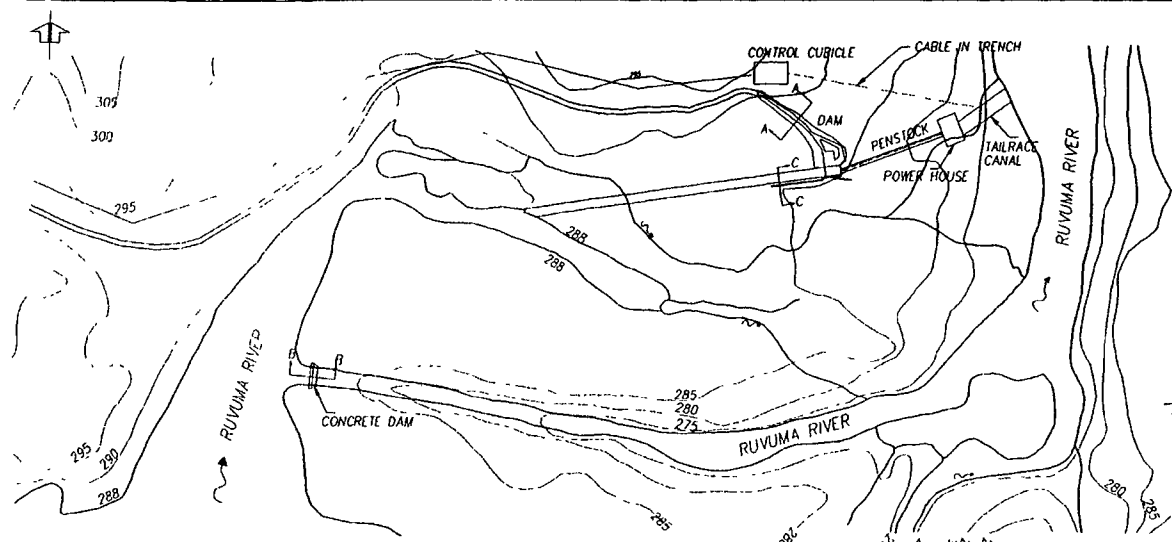 CONTROL CUBICLE
CABLE IN TRENCH
305
300
A
DAM
A
PENSTOCK
TAILRACE
CANAL
C
POWER HOUSE
C
295
288
288
RUVUMA RIVER
RUVUMA RIVER
B
B
CONCRETE DAM
285
280
275
RUVUMA RIVER
295
290
288
285
282
280
285